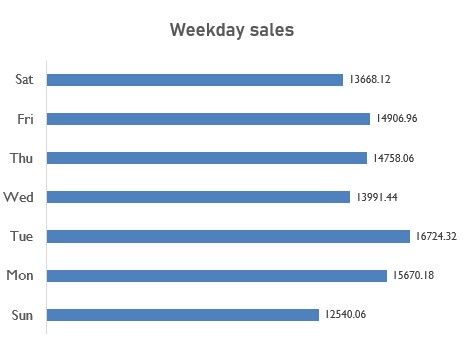 Weekday sales
Sat 13668.12
Fri 14906.96
Thu 14758.06
Wed 13991.44
Tue 16724.32
Mon 15670.18
Sun 12540.06